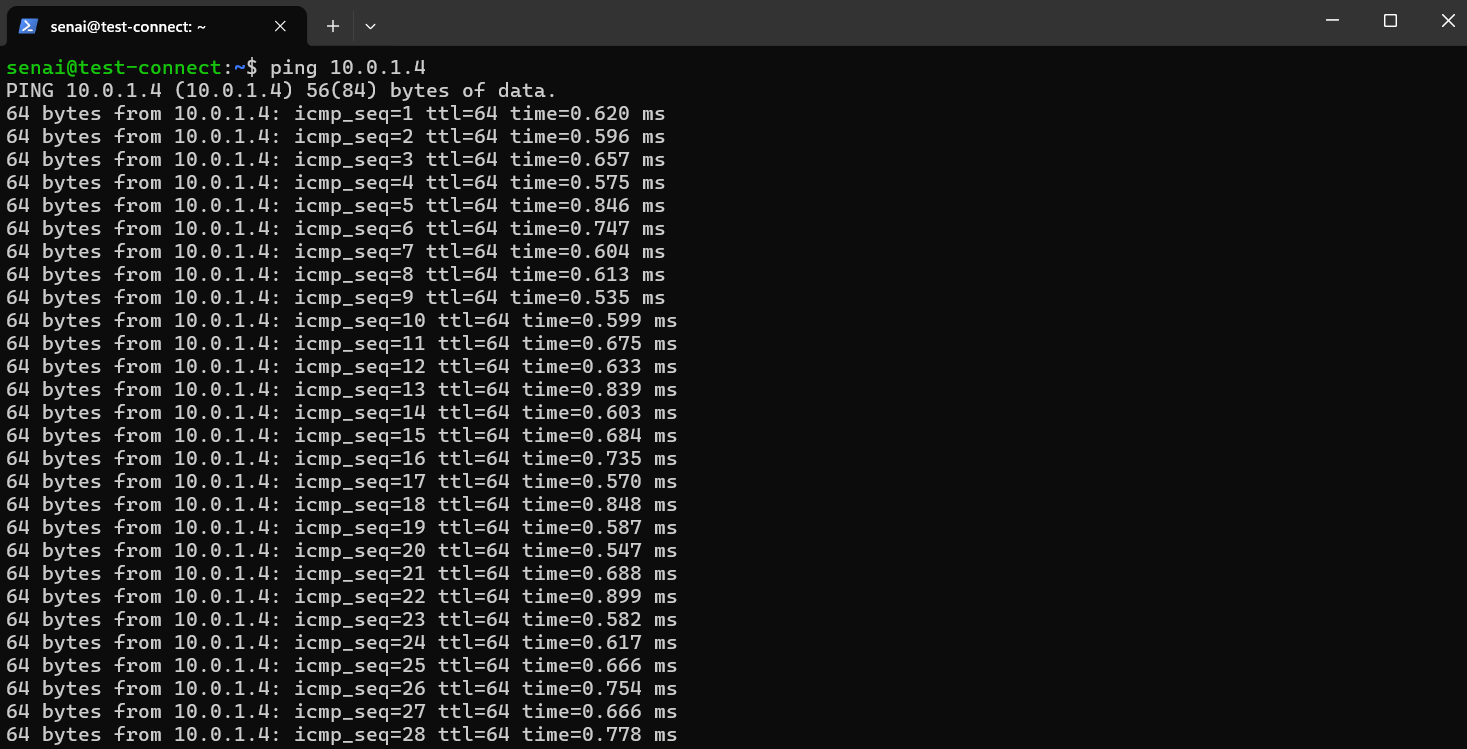 senai@test-connect: ~
senai@test-connect:~$ ping 10.0.1.4
PING 10.0.1.4 (10.0.1.4) 56(84) bytes of data.
64 bytes from 10.0.1.4: icmp_seq=1 ttl=64 time=0.620 ms
64 bytes from 10.0.1.4: icmp_seq=2 ttl=64 time=0.596 ms
64 bytes from 10.0.1.4: icmp_seq=3 ttl=64 time=0.657 ms
64 bytes from 10.0.1.4: icmp_seq=4 ttl=64 time=0.575 ms
64 bytes from 10.0.1.4: icmp_seq=5 ttl=64 time=0.846 ms
64 bytes from 10.0.1.4: icmp_seq=6 ttl=64 time=0.747 ms
64 bytes from 10.0.1.4: icmp_seq=7 ttl=64 time=0.604 ms
64 bytes from 10.0.1.4: icmp_seq=8 ttl=64 time=0.613 ms
64 bytes from 10.0.1.4: icmp_seq=9 ttl=64 time=0.535 ms
64 bytes from 10.0.1.4: icmp_seq=10 ttl=64 time=0.599 ms
64 bytes from 10.0.1.4: icmp_seq=11 ttl=64 time=0.675 ms
64 bytes from 10.0.1.4: icmp_seq=12 ttl=64 time=0.633 ms
64 bytes from 10.0.1.4: icmp_seq=13 ttl=64 time=0.839 ms
64 bytes from 10.0.1.4: icmp_seq=14 ttl=64 time=0.603 ms
64 bytes from 10.0.1.4: icmp_seq=15 ttl=64 time=0.684 ms
64 bytes from 10.0.1.4: icmp_seq=16 ttl=64 time=0.735 ms
64 bytes from 10.0.1.4: icmp_seq=17 ttl=64 time=0.570 ms
64 bytes from 10.0.1.4: icmp_seq=18 ttl=64 time=0.848 ms
64 bytes from 10.0.1.4: icmp_seq=19 ttl=64 time=0.587 ms
64 bytes from 10.0.1.4: icmp_seq=20 ttl=64 time=0.547 ms
64 bytes from 10.0.1.4: icmp_seq=21 ttl=64 time=0.688 ms
64 bytes from 10.0.1.4: icmp_seq=22 ttl=64 time=0.899 ms
64 bytes from 10.0.1.4: icmp_seq=23 ttl=64 time=0.582 ms
64 bytes from 10.0.1.4: icmp_seq=24 ttl=64 time=0.617 ms
64 bytes from 10.0.1.4: icmp_seq=25 ttl=64 time=0.666 ms
64 bytes from 10.0.1.4: icmp_seq=26 ttl=64 time=0.754 ms
64 bytes from 10.0.1.4: icmp_seq=27 ttl=64 time=0.666 ms
64 bytes from 10.0.1.4: icmp_seq=28 ttl=64 time=0.778 ms